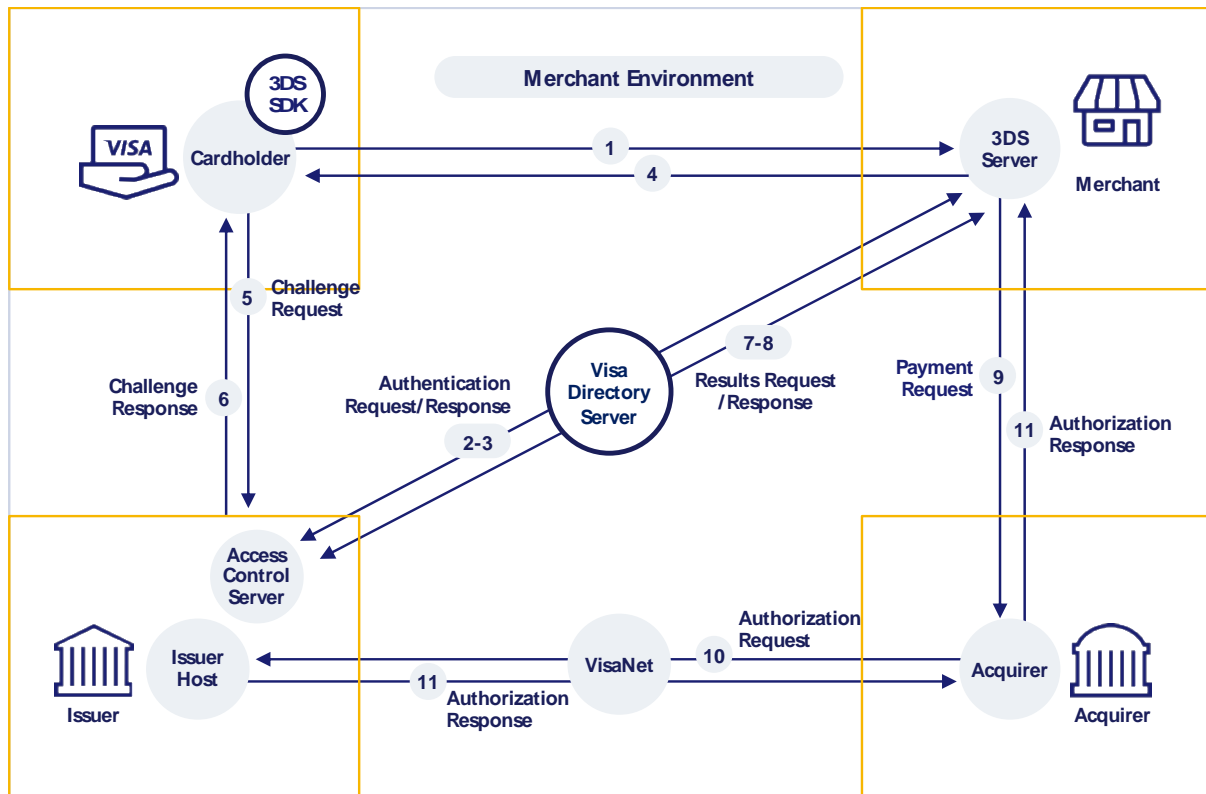 Merchant Environment
3DS
SDK
VISA
Cardholder
1
4
3DS
Server
Merchant
5
Challenge
Request
Challenge
Response
6
Authentication
Request/Response
2-3
Visa
Directory
Server
7-8
Results Request
/Response
Payment
Request
9
11
Authorization
Response
Access
Control
Server
Issuer
Host
Issuer
11
Authorization
Response
VisaNet
10
Authorization
Request
Acquirer
Acquirer